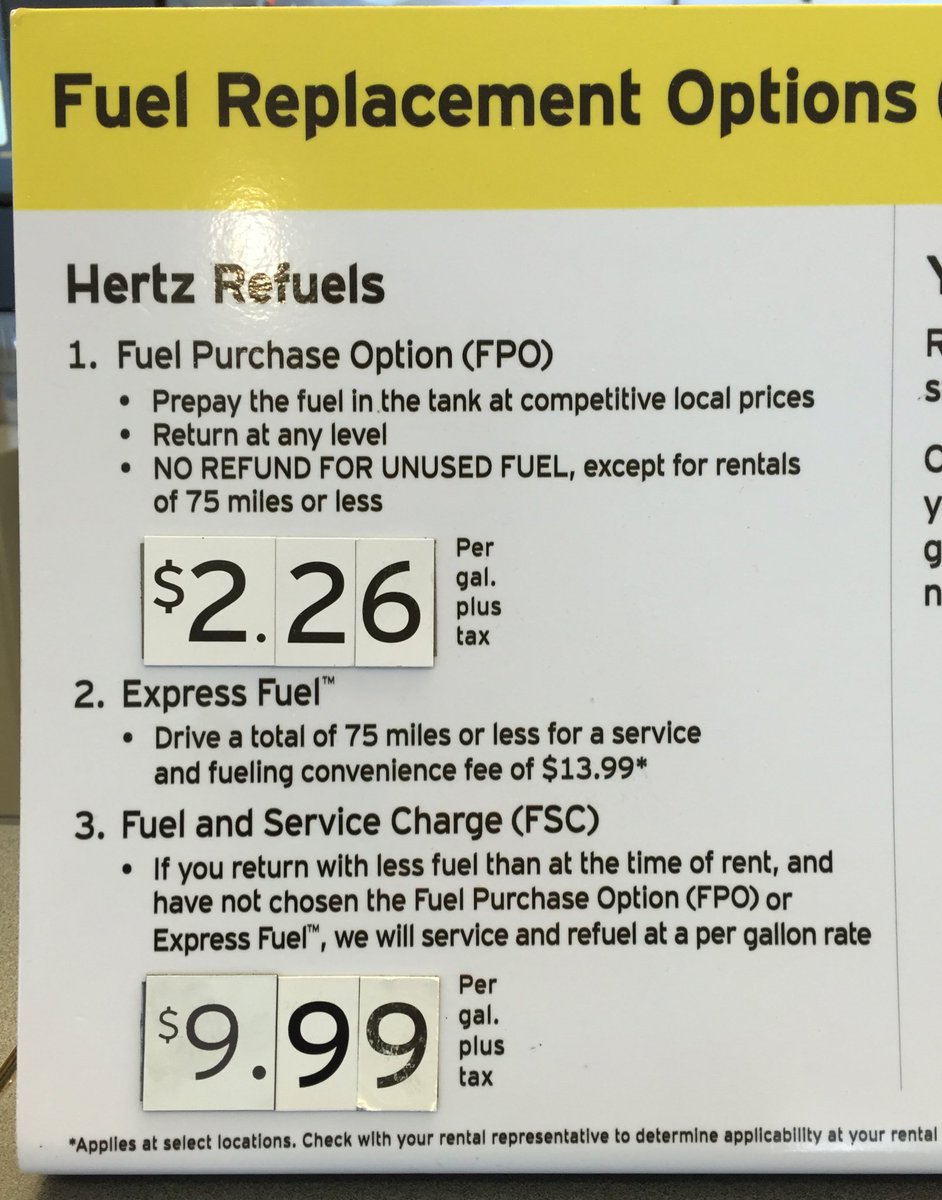 Fuel Replacement Options (
Hertz Refuels
1. Fuel Purchase Option (FPO)
• Prepay the fuel in the tank at competitive local prices
• Return at any level
• NO REFUND FOR UNUSED FUEL, except for rentals
of 75 miles or less
$2.26
Per
gal.
plus
tax
2. Express Fuel™
• Drive a total of 75 miles or less for a service
and fueling convenience fee of $13.99*
3. Fuel and Service Charge (FSC)
• If you return with less fuel than at the time of rent, and
have not chosen the Fuel Purchase Option (FPO) or
Express Fuel™, we will service and refuel at a per gallon rate
$9.99
Per
gal.
plus
tax
*Applies at select locations. Check with your rental representative to determine applicability at your rental